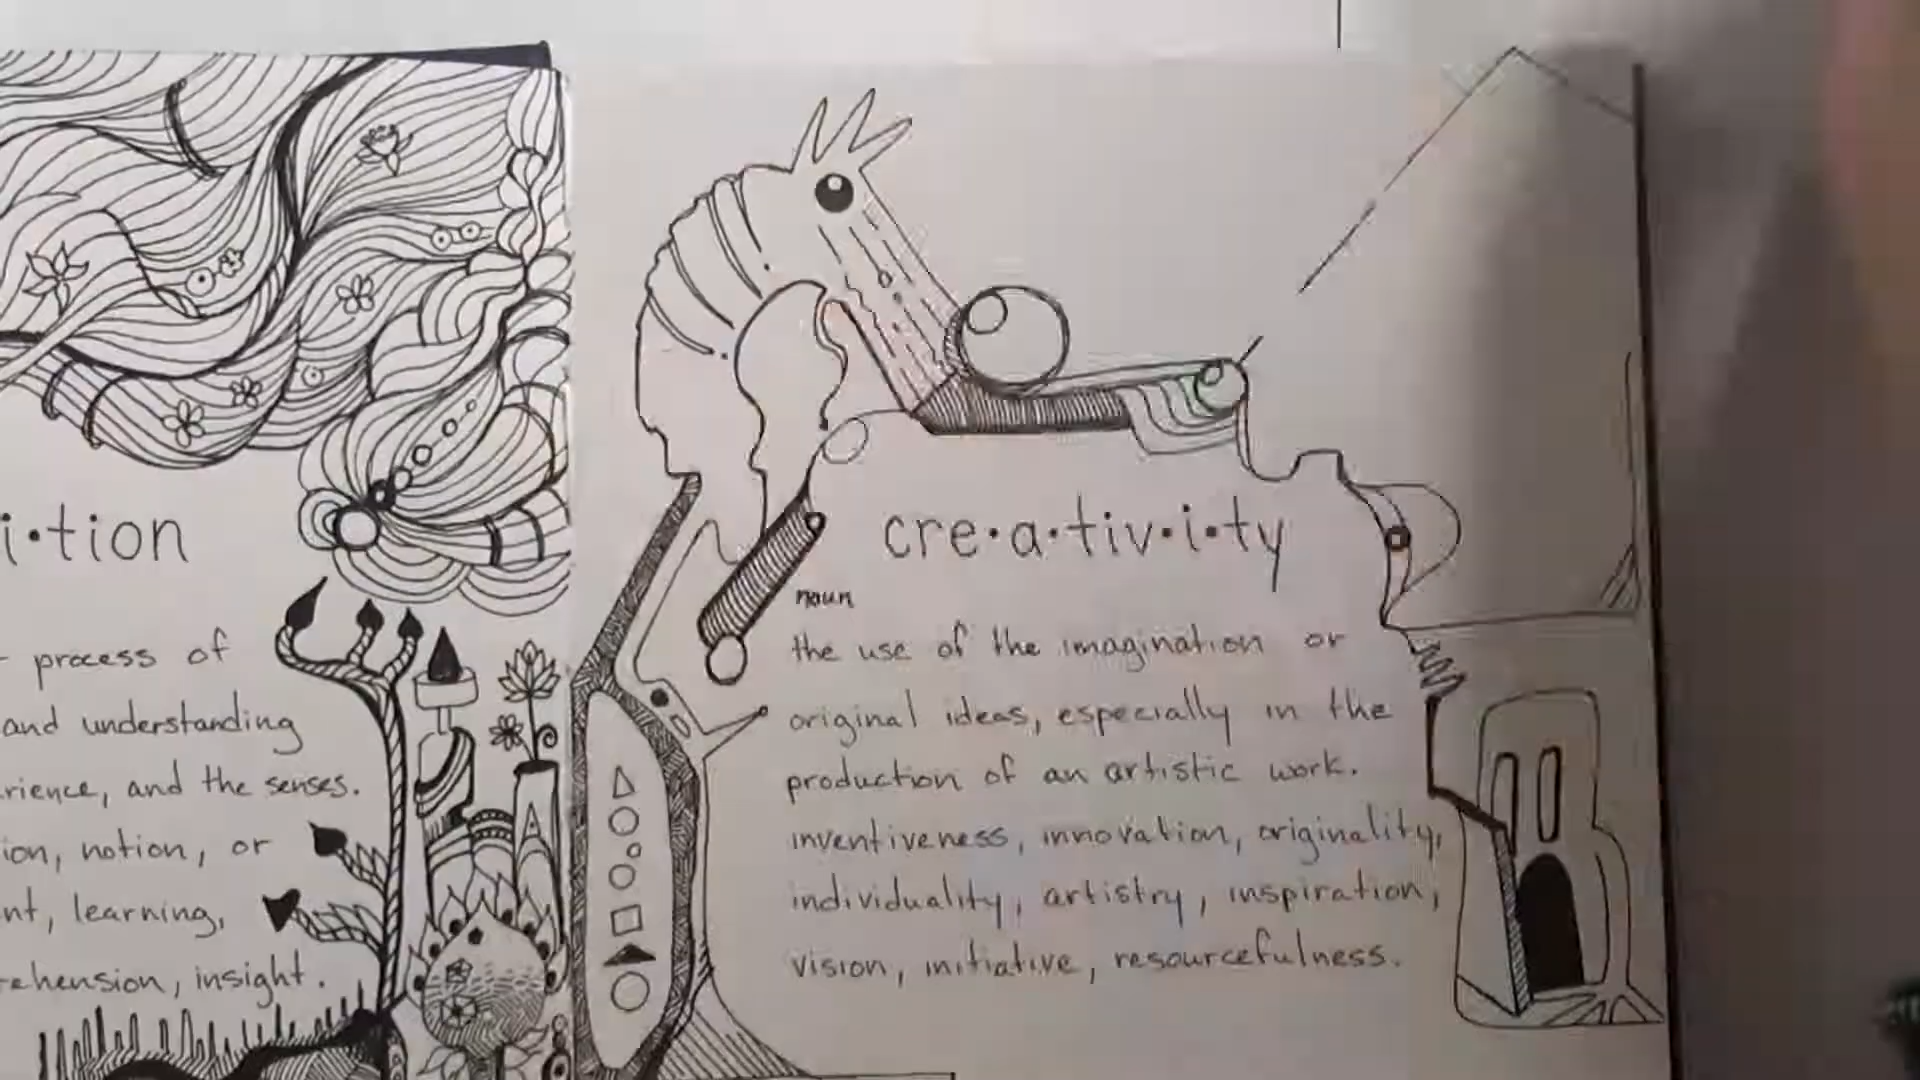 i•tion
process of
and understanding
rience, and the senses.
ion, notion, or
nt, learning,
rehension, insight.
cre•a•tiv•i•ty
noun
the use of the imagination or
original ideas, especially in the
production of an artistic work.
inventiveness, innovation, originality,
individuality, artistry, inspiration,
vision, initiative, resourcefulness.
A